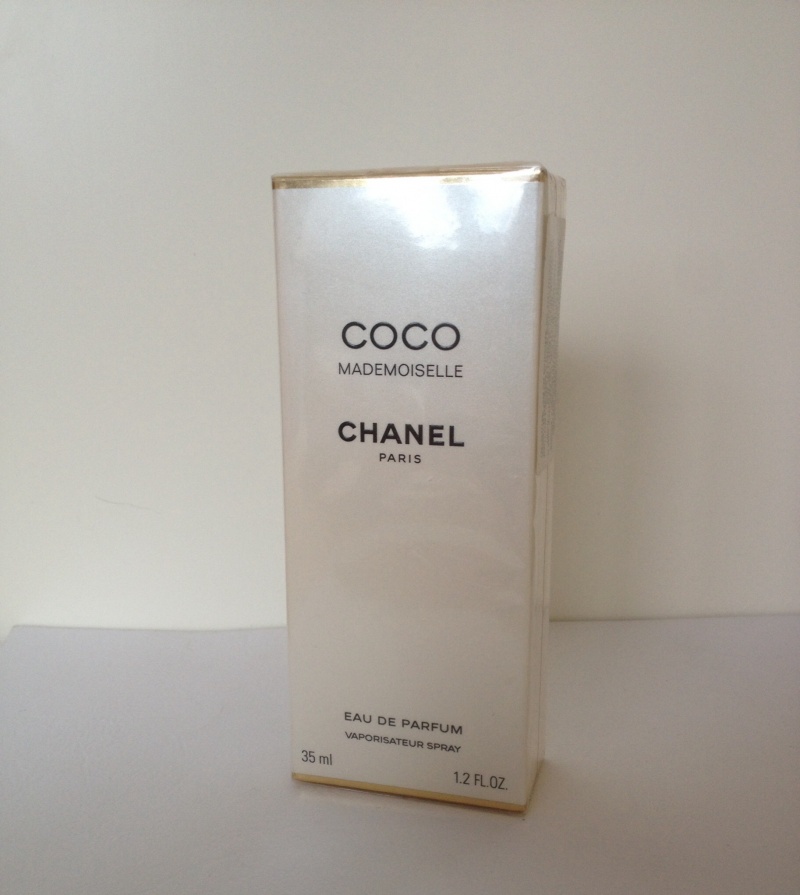 COCO
MADEMOISELLE
CHANEL
PARIS
EAU DE PARFUM
VAPORISATEUR SPRAY
35 ml
1.2 FL.OZ.